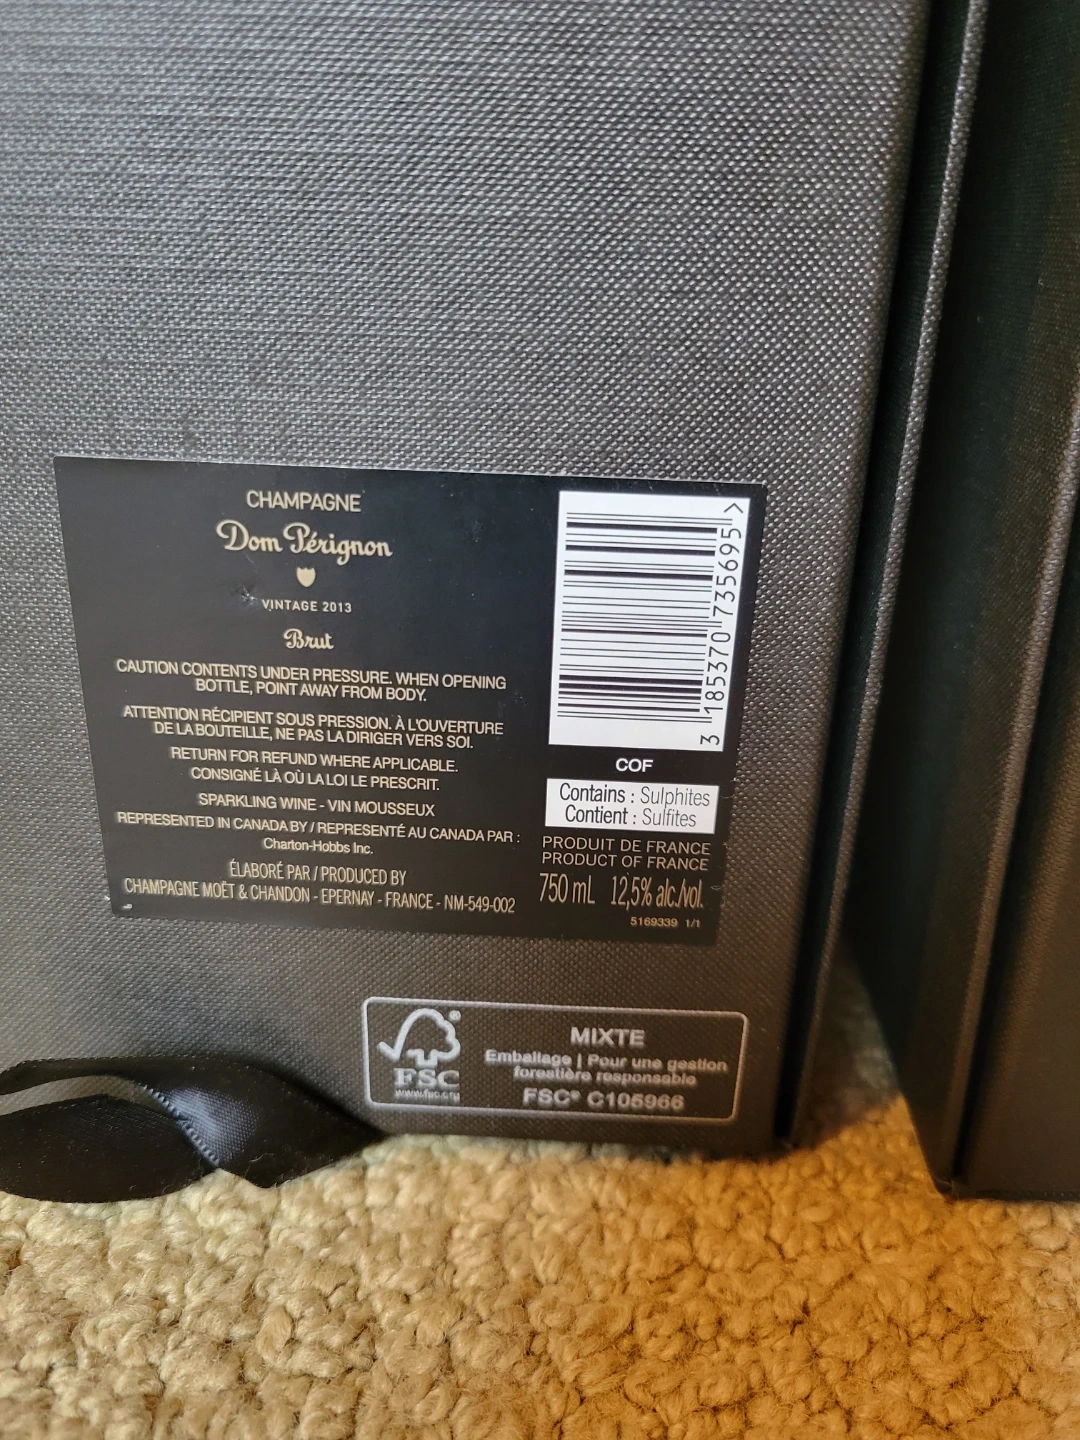 CHAMPAGNE
Dom Pérignon
VINTAGE 2013
Brut
CAUTION CONTENTS UNDER PRESSURE. WHEN OPENING
BOTTLE, POINT AWAY FROM BODY.
ATTENTION RÉCIPIENT SOUS PRESSION. À L'OUVERTURE
DE LA BOUTEILLE, NE PAS LA DIRIGER VERS SOI.
RETURN FOR REFUND WHERE APPLICABLE.
CONSIGNÉ LÀ OÙ LA LOI LE PRESCRIT.
SPARKLING WINE - VIN MOUSSEUX
REPRESENTED IN CANADA BY / REPRESENTÉ AU CANADA PAR :
Charton-Hobbs Inc.
ÉLABORÉ PAR / PRODUCED BY
CHAMPAGNE MOËT & CHANDON - EPERNAY - FRANCE - NM-549-002
3 185370 735695 >
COF
Contains : Sulphites
Contient : Sulfites
PRODUIT DE FRANCE
PRODUCT OF FRANCE
750 mL 12,5% alc./vol.
5169339 1/1
FSC
www.fsc.org
MIXTE
Emballage | Pour une gestion
forestière responsable
FSC® C105966